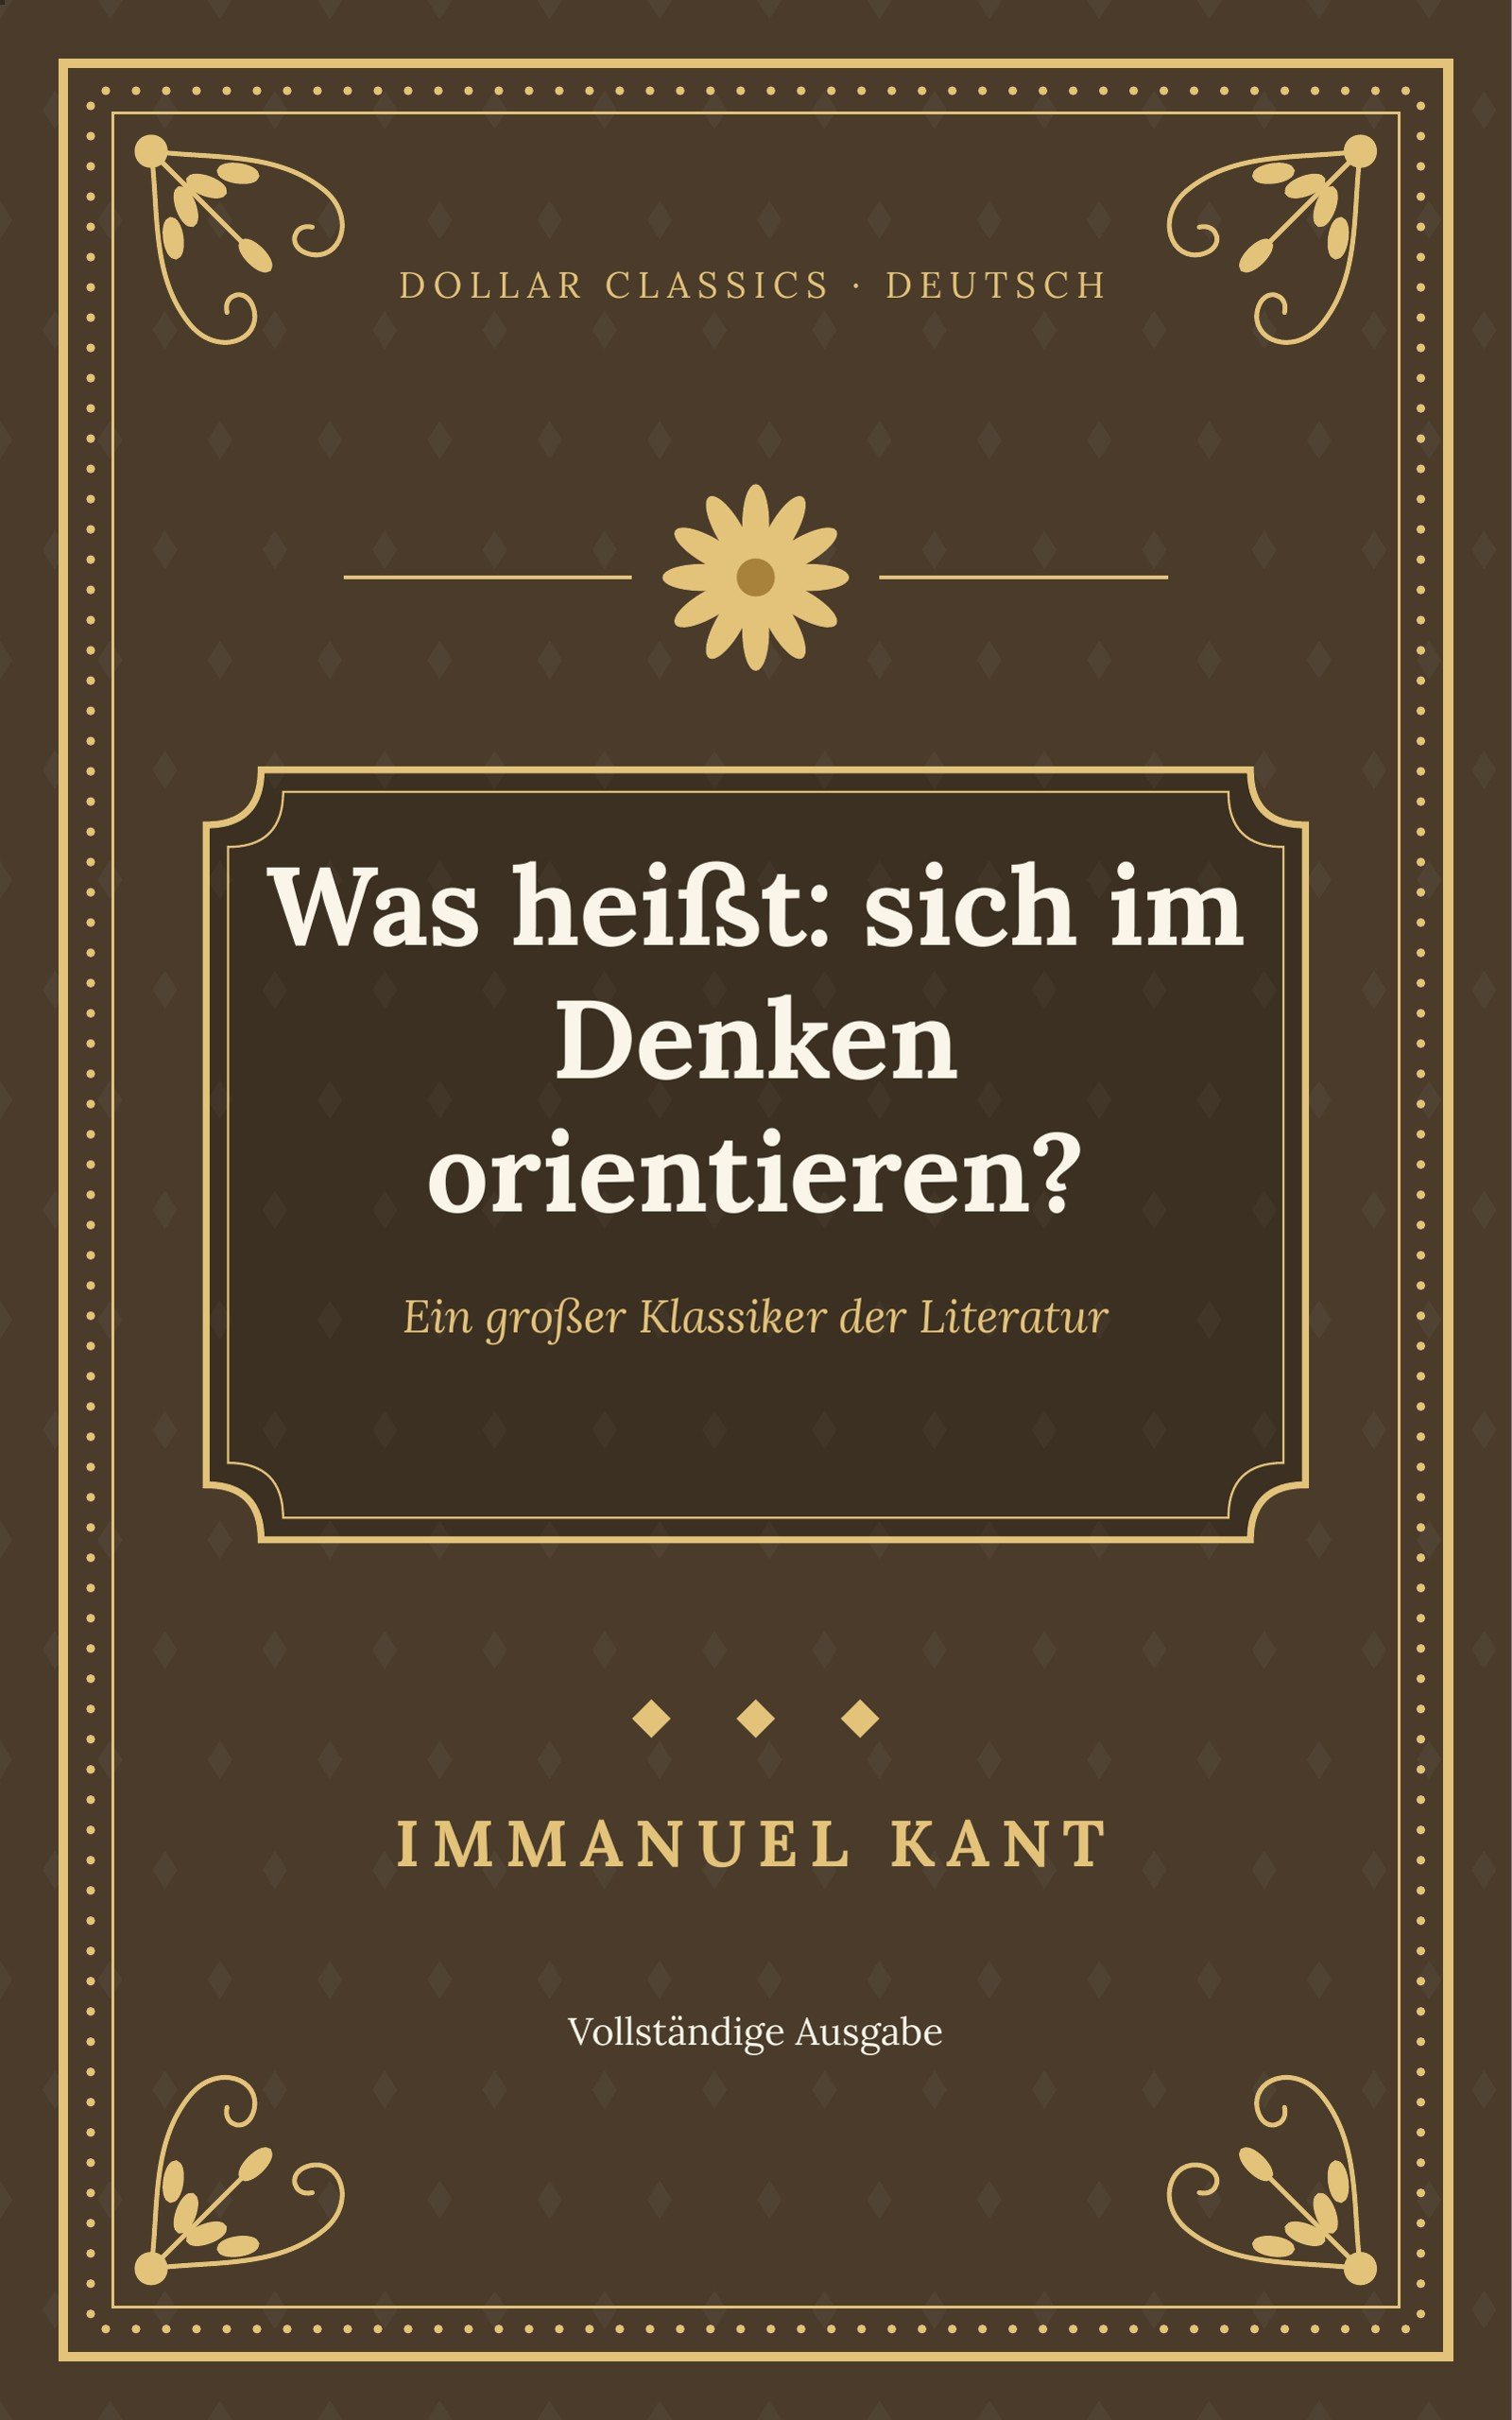 DOLLAR CLASSICS · DEUTSCH
Was heißt: sich im
Denken
orientieren?
Ein großer Klassiker der Literatur
IMMANUEL KANT
Vollständige Ausgabe